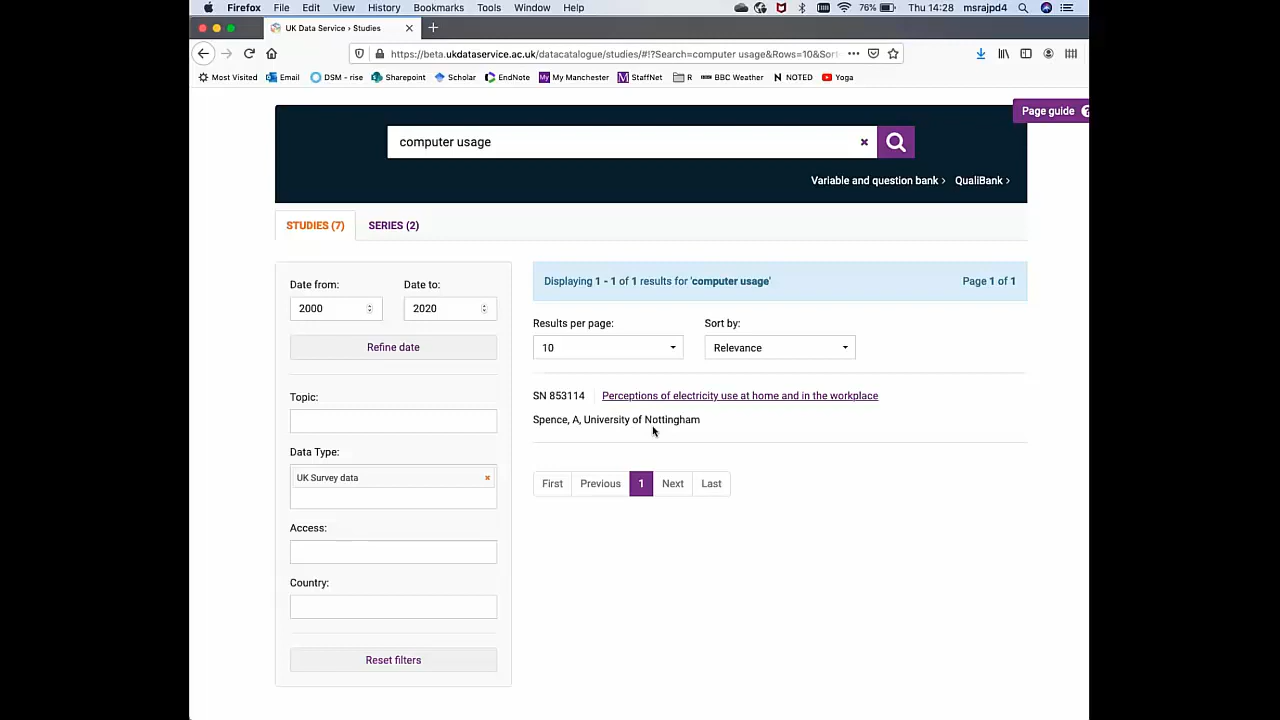 Firefox File Edit View History Bookmarks Tools Window Help 76% Thu 14:28 msrajpd4
UK Data Service › Studies
https://beta.ukdataservice.ac.uk/datacatalogue/studies/#!?Search=computer usage&Rows=10&Sor
Most Visited Email DSM - rise Sharepoint Scholar EndNote My Manchester StaffNet R BBC Weather NOTED Yoga
Page guide
computer usage
Variable and question bank › QualiBank ›
STUDIES (7) SERIES (2)
Date from: Date to:
2000 2020
Refine date
Topic:
Data Type:
UK Survey data
Access:
Country:
Reset filters
Displaying 1 - 1 of 1 results for 'computer usage' Page 1 of 1
Results per page: Sort by:
10 Relevance
SN 853114 Perceptions of electricity use at home and in the workplace
Spence, A, University of Nottingham
First Previous 1 Next Last